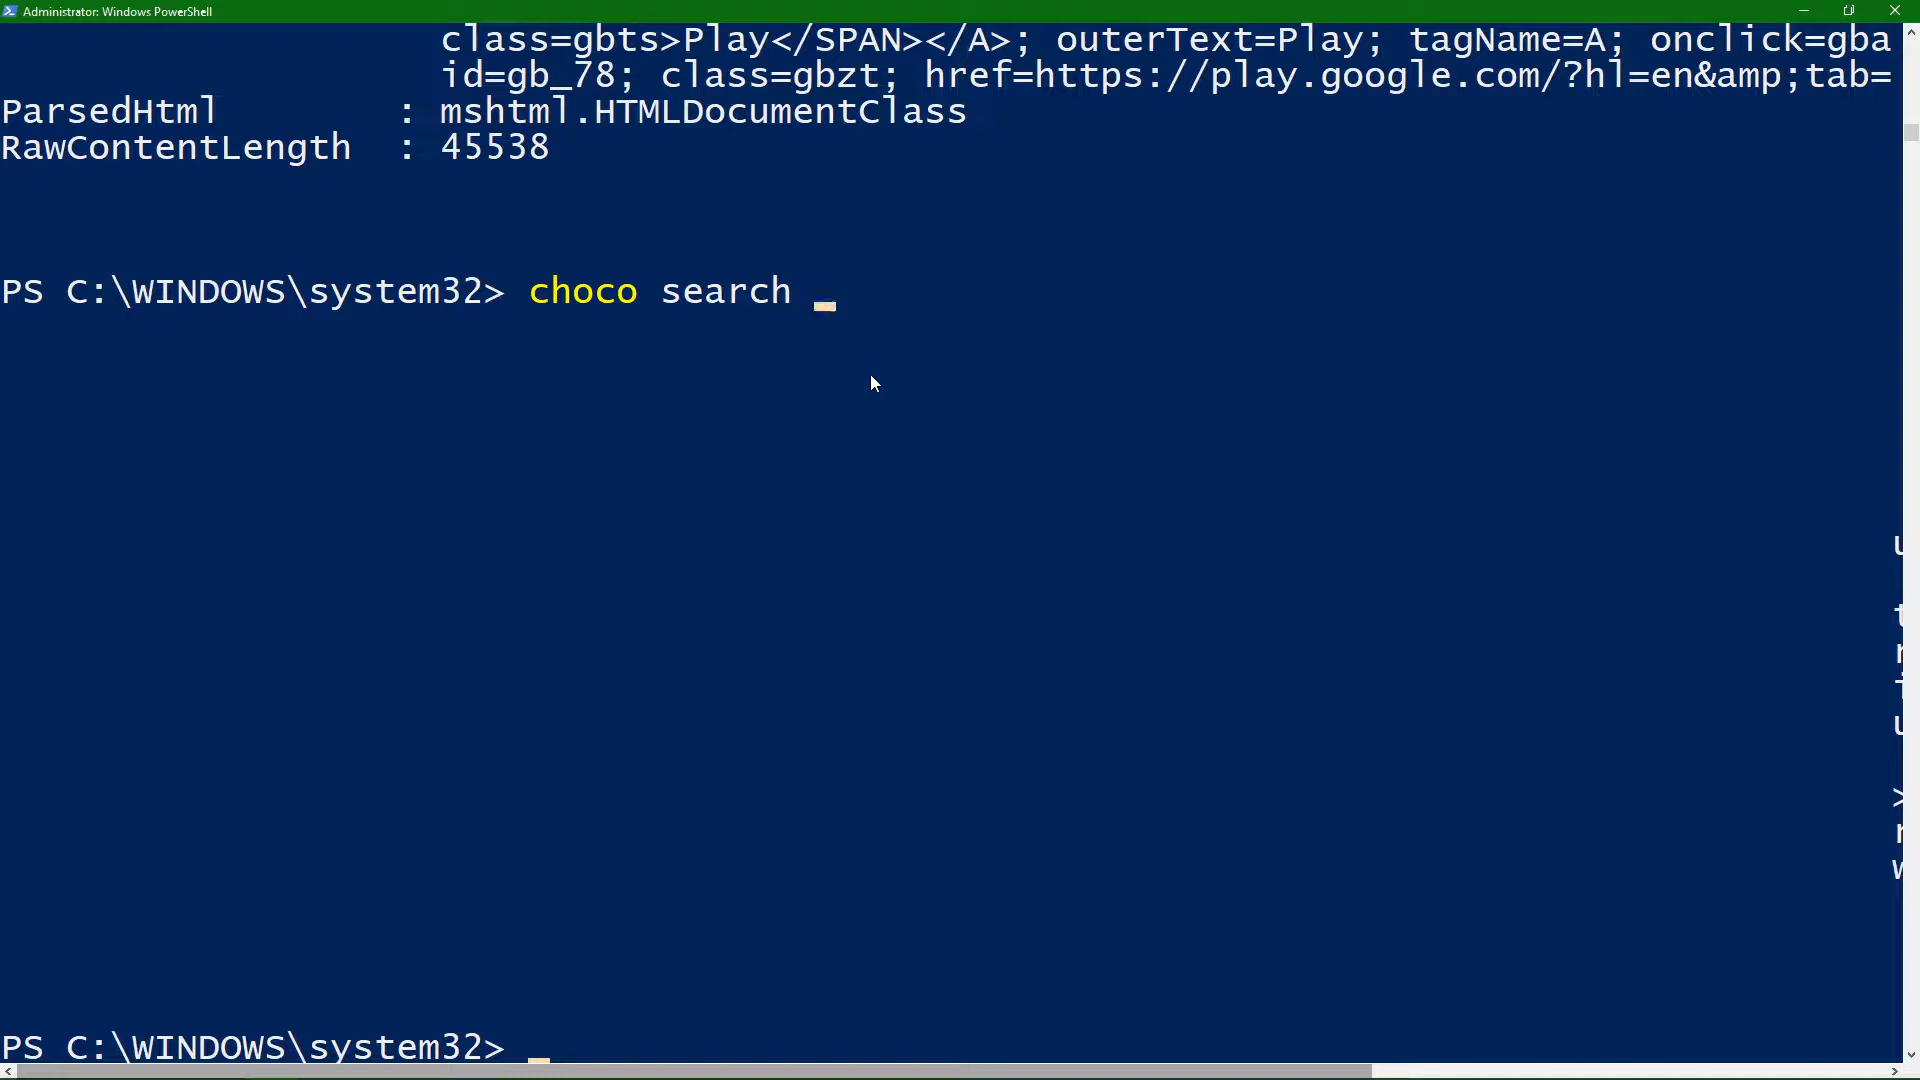 Administrator: Windows PowerShell
class=gbts>Play</SPAN></A>; outerText=Play; tagName=A; onclick=gba
id=gb_78; class=gbzt; href=https://play.google.com/?hl=en&amp;tab=
ParsedHtml : mshtml.HTMLDocumentClass
RawContentLength : 45538
PS C:\WINDOWS\system32> choco search _
PS C:\WINDOWS\system32> _